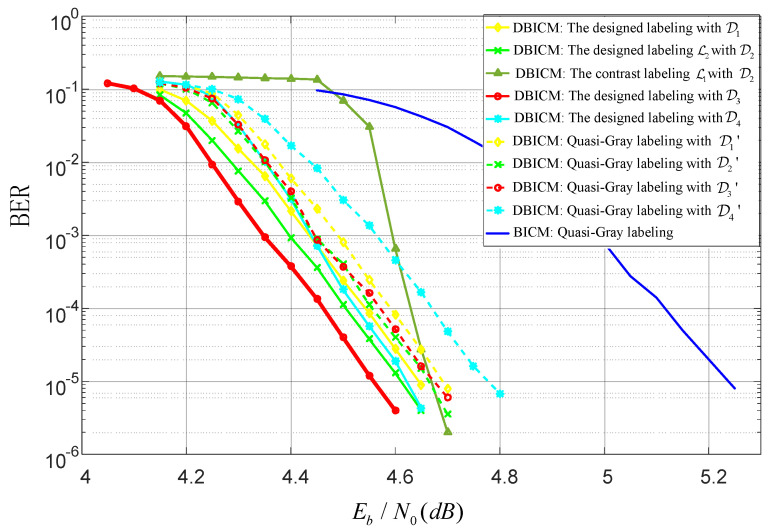 10^0
10^-1
10^-2
10^-3
10^-4
10^-5
10^-6
BER
DBICM: The designed labeling with 𝒟₁
DBICM: The designed labeling ℒ₂ with 𝒟₂
DBICM: The contrast labeling ℒ₁with 𝒟₂
DBICM: The designed labeling with 𝒟₃
DBICM: The designed labeling with 𝒟₄
DBICM: Quasi-Gray labeling with 𝒟₁'
DBICM: Quasi-Gray labeling with 𝒟₂'
DBICM: Quasi-Gray labeling with 𝒟₃'
DBICM: Quasi-Gray labeling with 𝒟₄'
BICM: Quasi-Gray labeling
4 4.2 4.4 4.6 4.8 5 5.2
E_b / N_0 (dB)